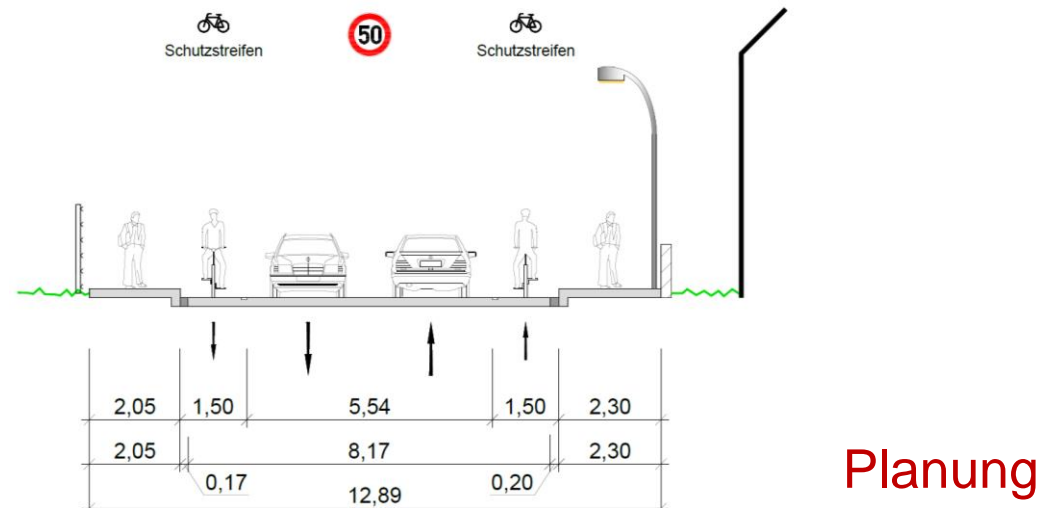 50
Schutzstreifen Schutzstreifen
2,05 1,50 5,54 1,50 2,30
2,05 8,17 2,30
0,17 0,20
12,89
Planung